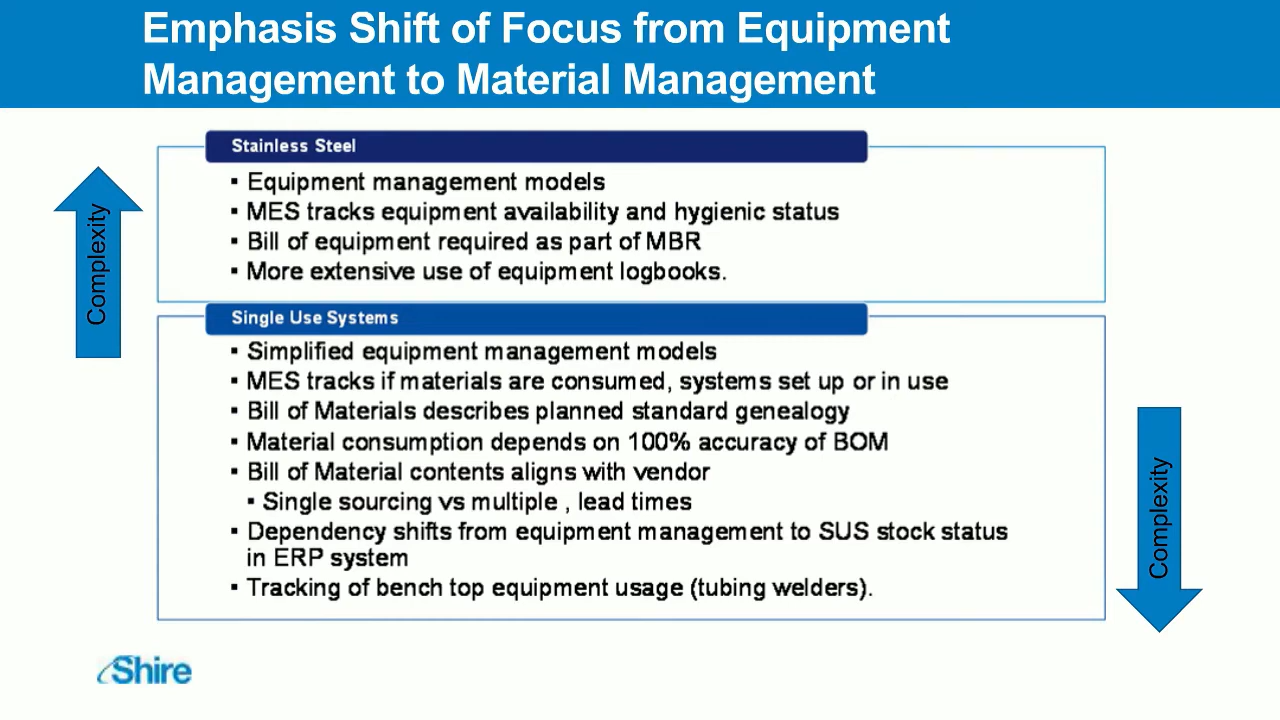 Emphasis Shift of Focus from Equipment
Management to Material Management
Stainless Steel
▪ Equipment management models
▪ MES tracks equipment availability and hygienic status
▪ Bill of equipment required as part of MBR
▪ More extensive use of equipment logbooks.
Complexity
Single Use Systems
▪ Simplified equipment management models
▪ MES tracks if materials are consumed, systems set up or in use
▪ Bill of Materials describes planned standard genealogy
▪ Material consumption depends on 100% accuracy of BOM
▪ Bill of Material contents aligns with vendor
▪ Single sourcing vs multiple , lead times
▪ Dependency shifts from equipment management to SUS stock status
in ERP system
▪ Tracking of bench top equipment usage (tubing welders).
Complexity
Shire